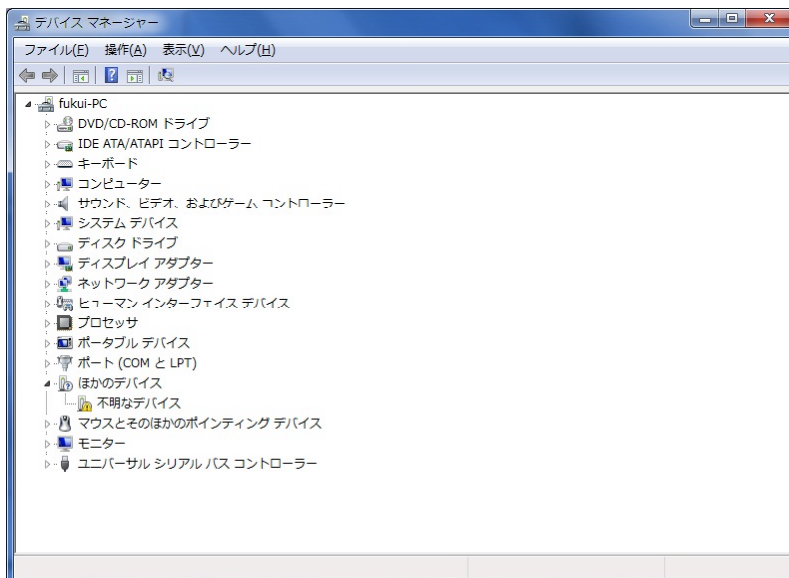 デバイス マネージャー
ファイル(F) 操作(A) 表示(V) ヘルプ(H)
fukui-PC
DVD/CD-ROM ドライブ
IDE ATA/ATAPI コントローラー
キーボード
コンピューター
サウンド、ビデオ、およびゲーム コントローラー
システム デバイス
ディスク ドライブ
ディスプレイ アダプター
ネットワーク アダプター
ヒューマン インターフェイス デバイス
プロセッサ
ポータブル デバイス
ポート (COM と LPT)
ほかのデバイス
不明なデバイス
マウスとそのほかのポインティング デバイス
モニター
ユニバーサル シリアル バス コントローラー